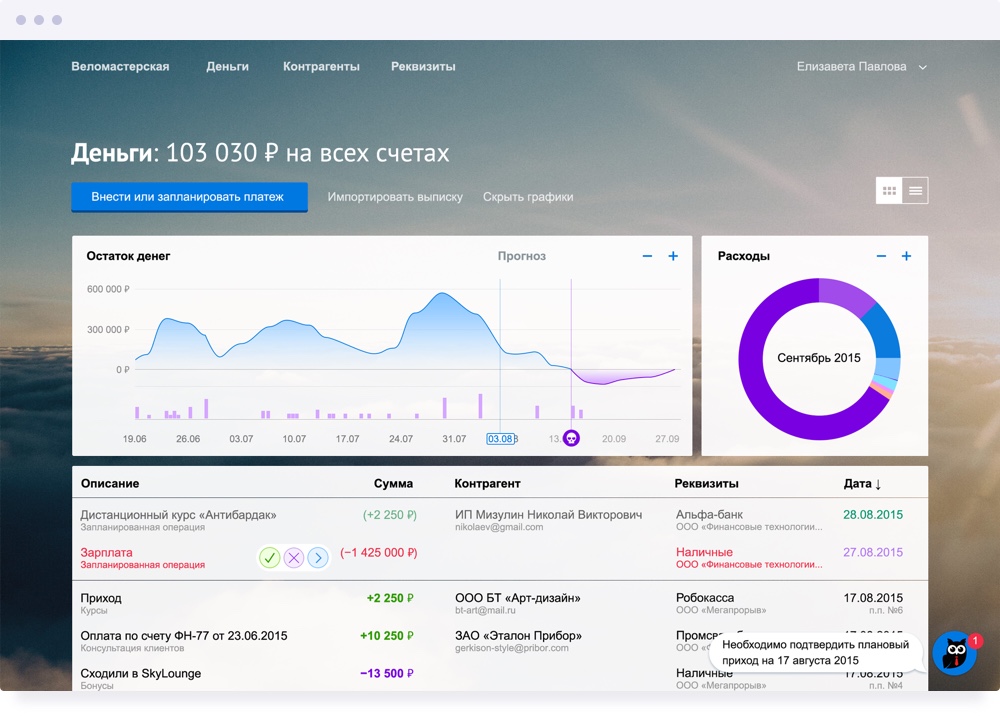 Веломастерская Деньги Контрагенты Реквизиты Елизавета Павлова
Деньги: 103 030 ₽ на всех счетах
Внести или запланировать платеж Импортировать выписку Скрыть графики
Остаток денег Прогноз − +
600 000 ₽
300 000 ₽
0 ₽
19.06 26.06 03.07 10.07 17.07 24.07 31.07 03.08 13. 20.09 27.09
Расходы − +
Сентябрь 2015
Описание Сумма Контрагент Реквизиты Дата ↓
Дистанционный курс «Антибардак» (+2 250 ₽) ИП Мизулин Николай Викторович Альфа-банк 28.08.2015
Запланированная операция nikolaev@gmail.com ООО «Финансовые технологии...
Зарплата (−1 425 000 ₽) Наличные 27.08.2015
Запланированная операция ООО «Финансовые технологии...
Приход +2 250 ₽ ООО БТ «Арт-дизайн» Робокасса 17.08.2015
Курсы bt-art@mail.ru ООО «Мегапрорыв» п.п. №6
Оплата по счету ФН-77 от 23.06.2015 +10 250 ₽ ЗАО «Эталон Прибор»
Консультация клиентов gerkison-style@pribor.com ООО
Сходили в SkyLounge −13 500 ₽ Наличные 17.08.2015
Бонусы ООО «Мегапрорыв» п.п. №4
Необходимо подтвердить плановый
приход на 17 августа 2015
1